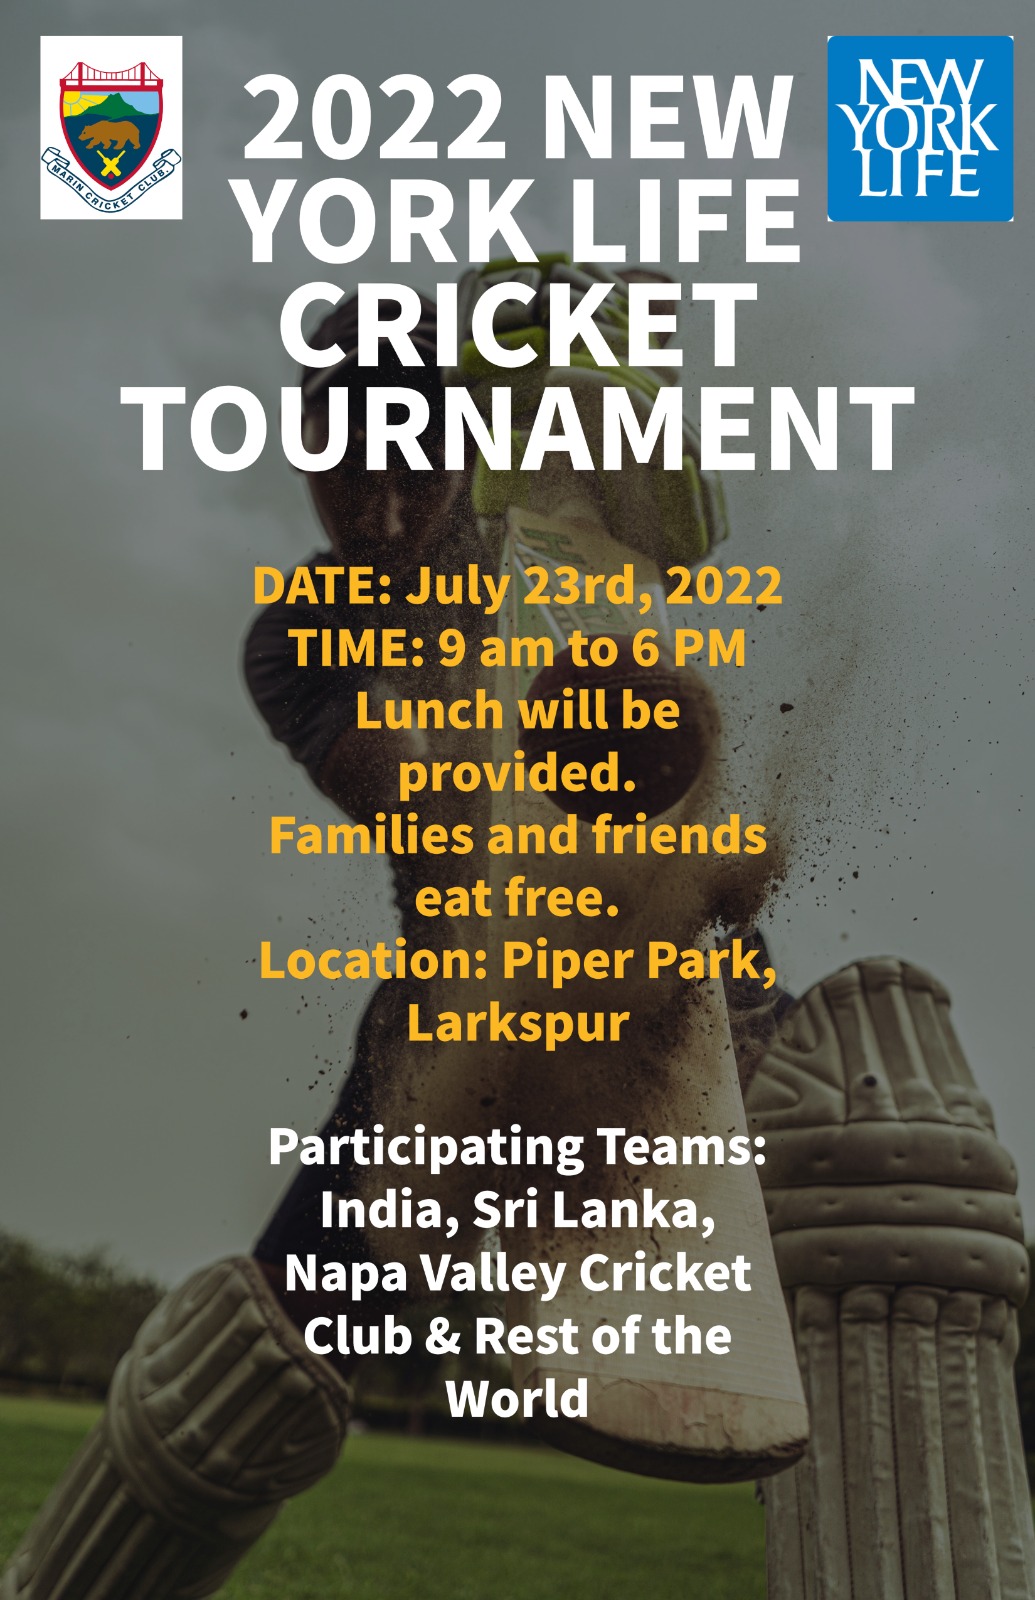 2022 NEW
YORK LIFE
CRICKET
TOURNAMENT
MARIN CRICKET CLUB
NEW
YORK
LIFE
DATE: July 23rd, 2022
TIME: 9 am to 6 PM
Lunch will be
provided.
Families and friends
eat free.
Location: Piper Park,
Larkspur
Participating Teams:
India, Sri Lanka,
Napa Valley Cricket
Club & Rest of the
World